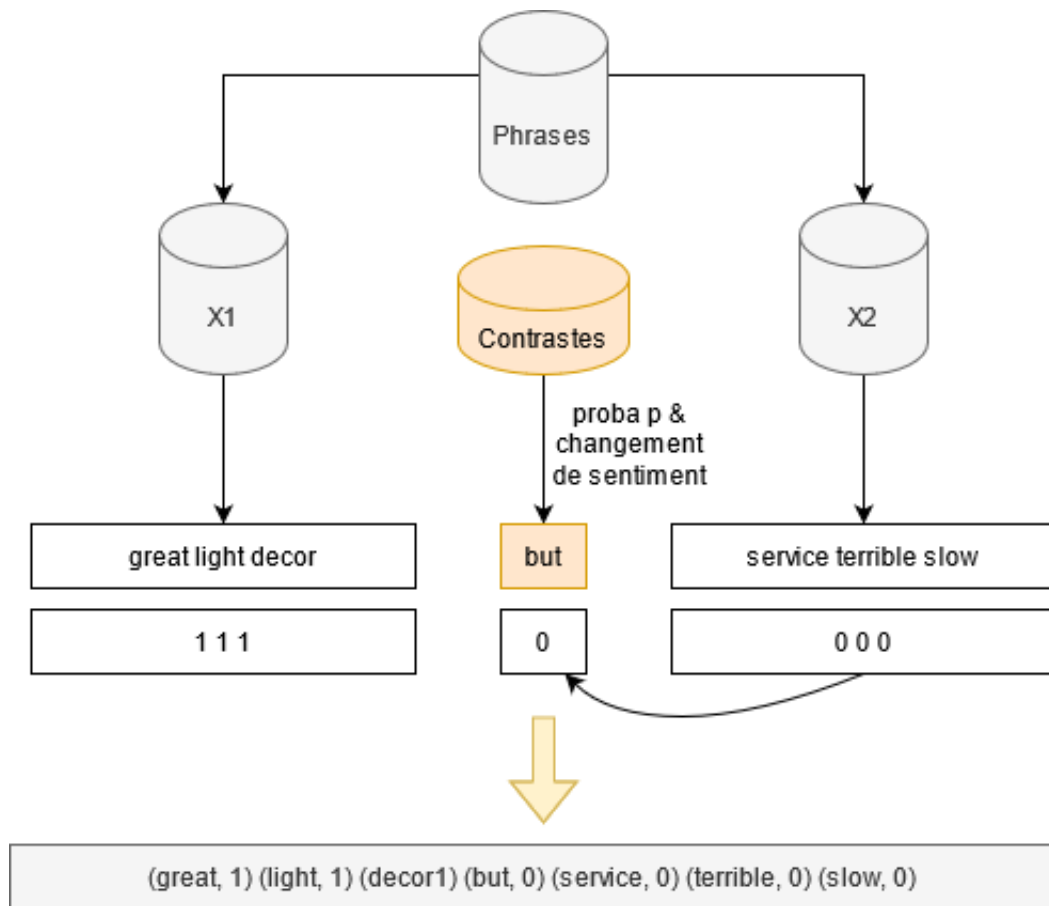 Phrases
X1
Contrastes
X2
proba p &
changement
de sentiment
great light decor
but
service terrible slow
1 1 1
0
0 0 0
(great, 1) (light, 1) (decor1) (but, 0) (service, 0) (terrible, 0) (slow, 0)